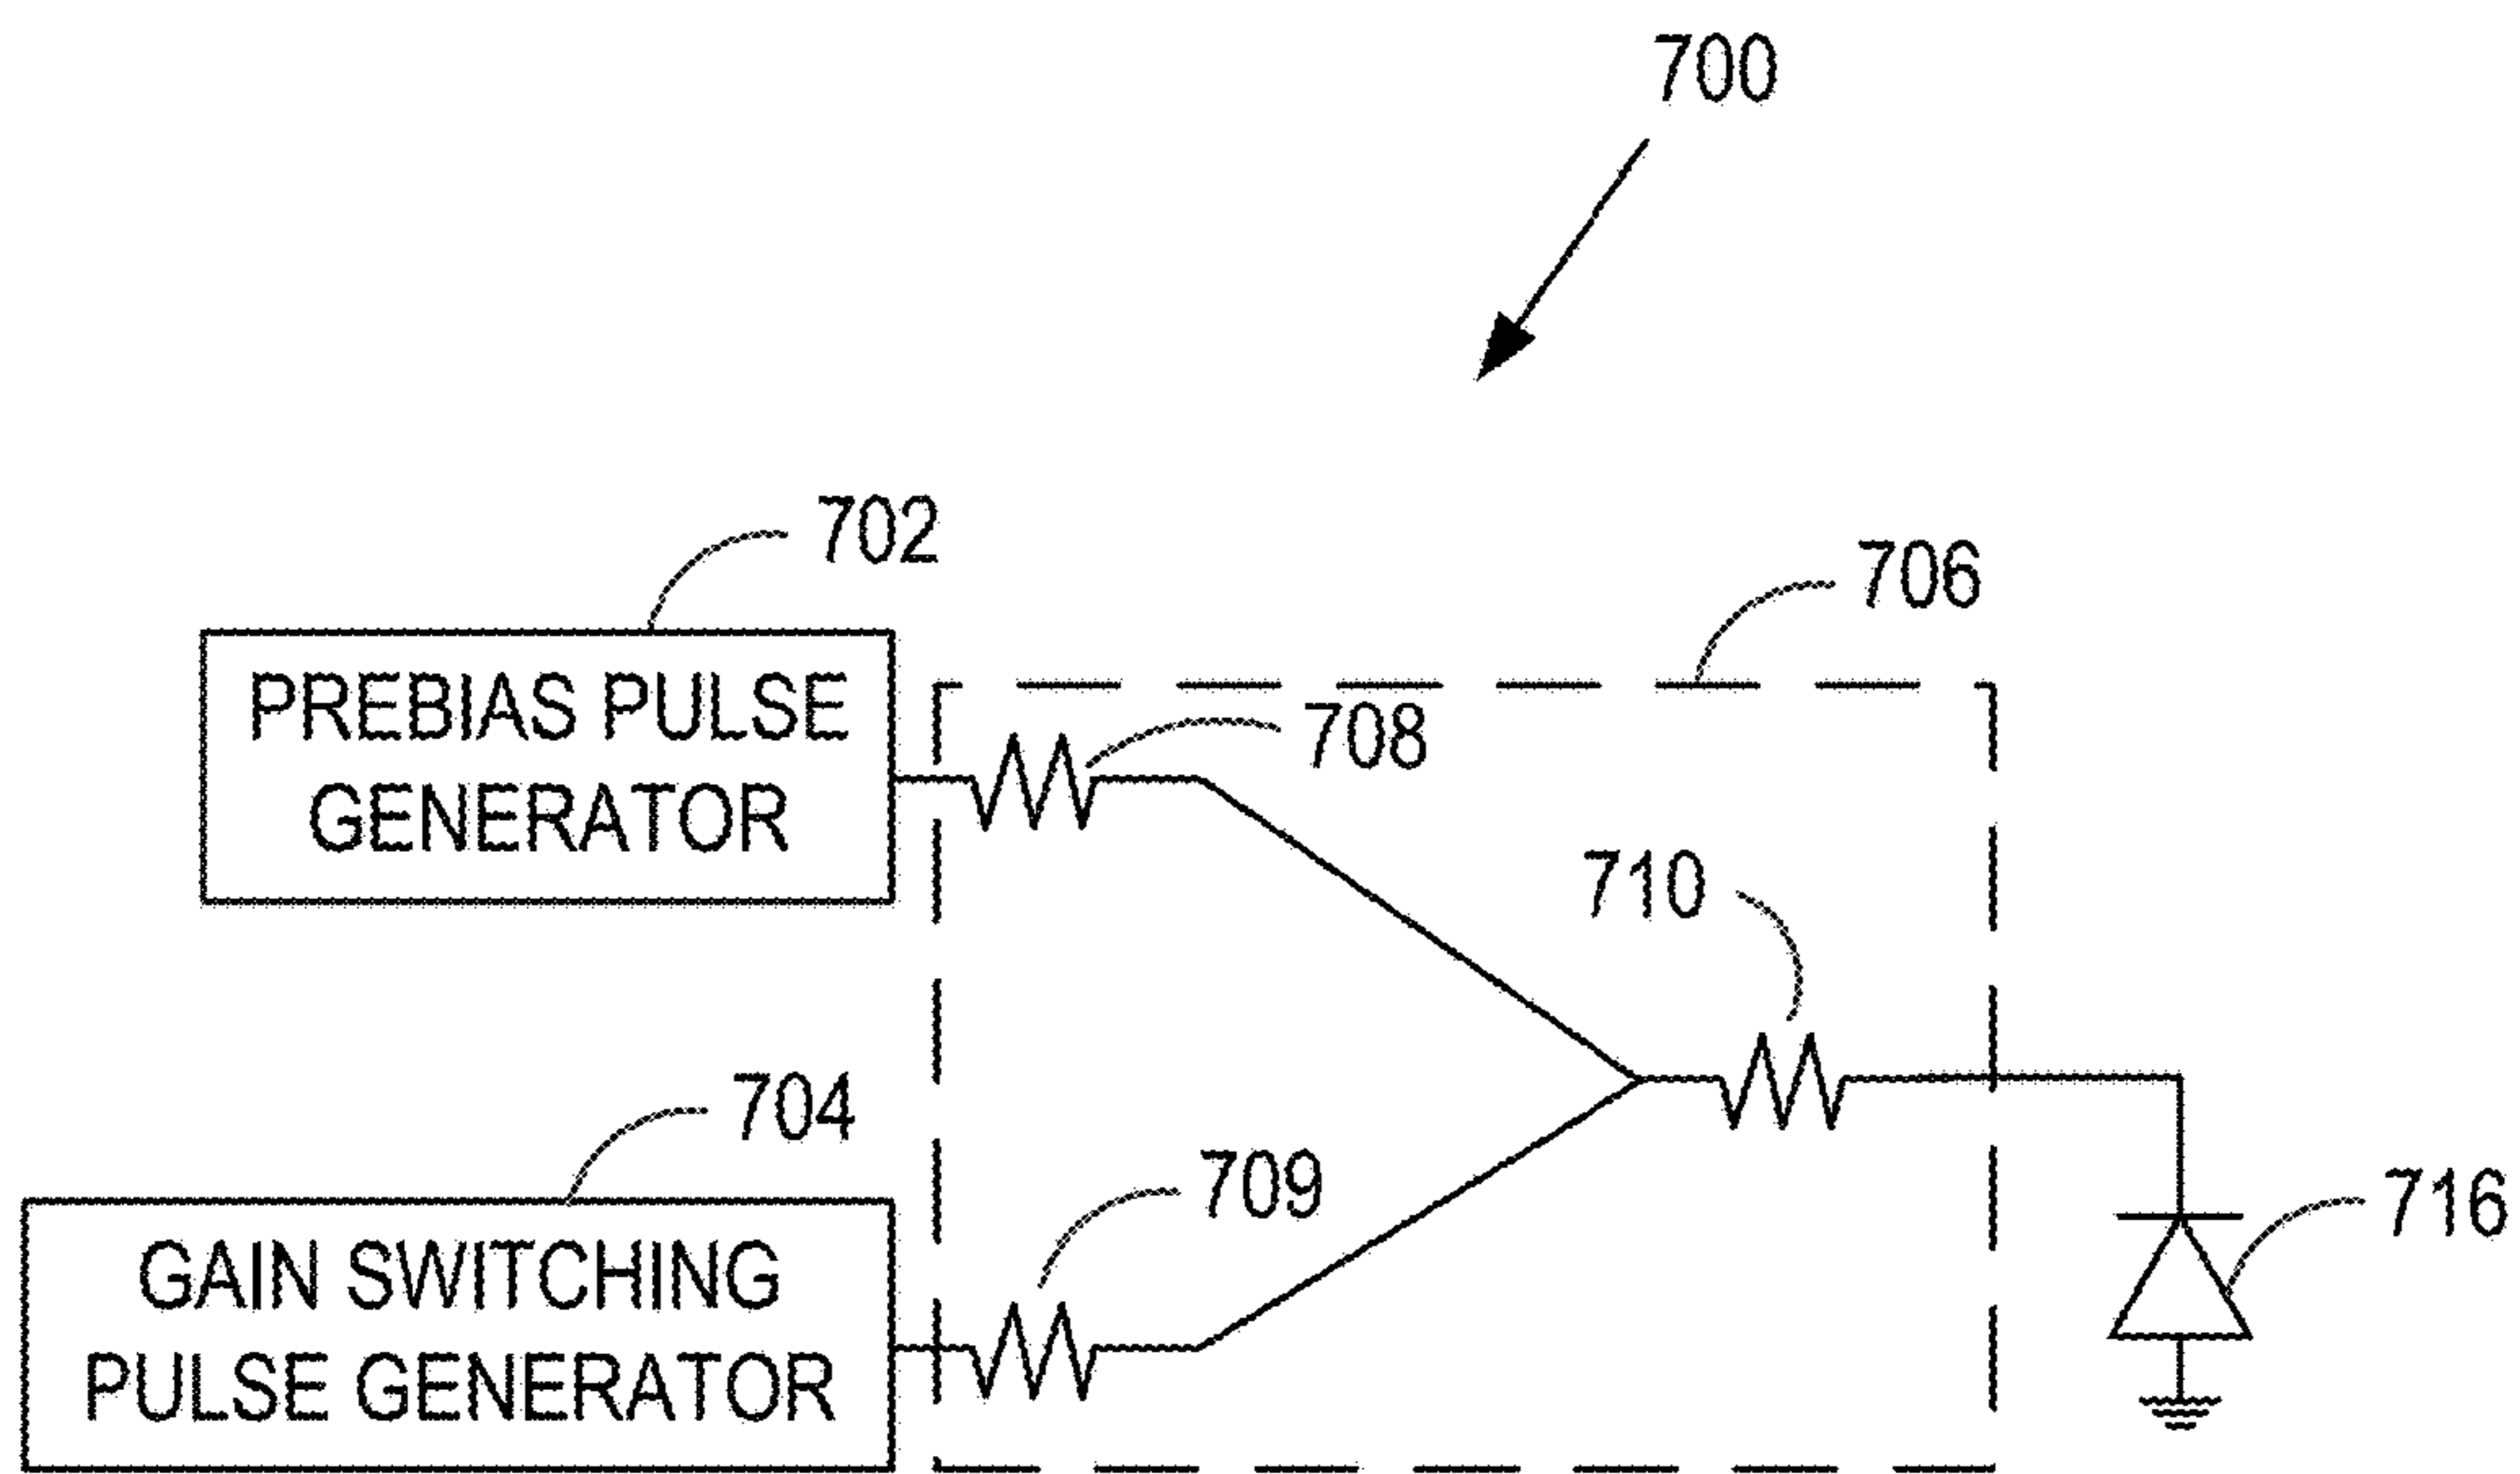 700
702
706
PREBIAS PULSE
GENERATOR
708
710
704
709
716
GAIN SWITCHING
PULSE GENERATOR